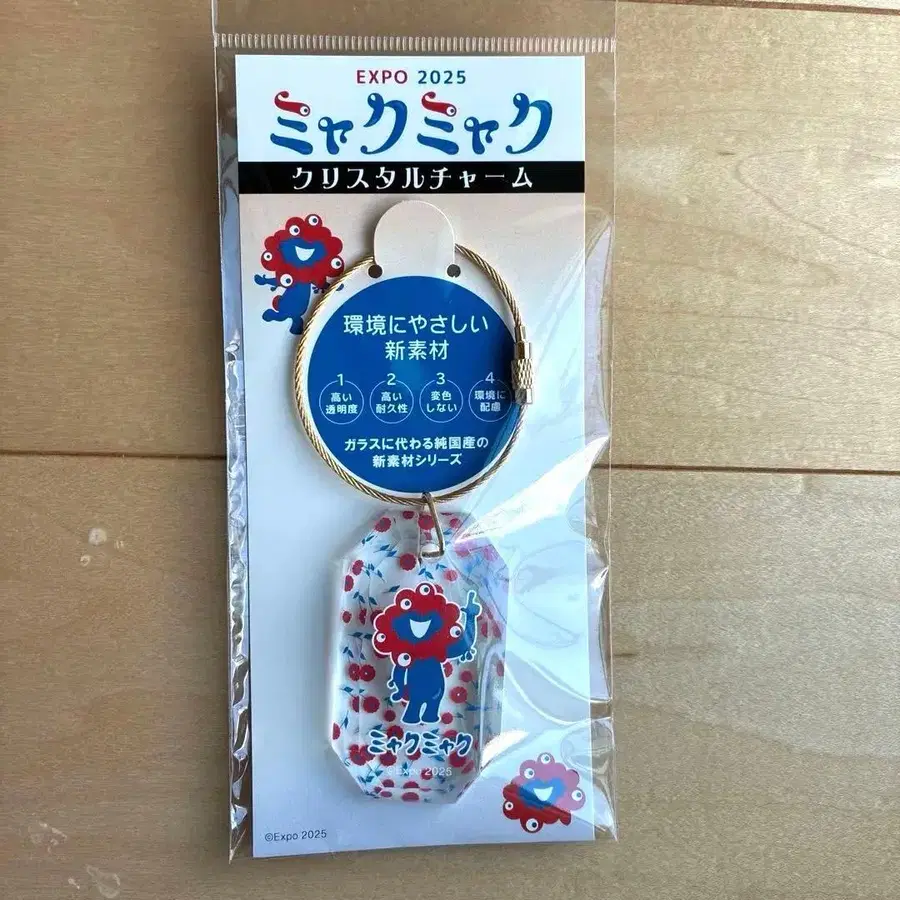 EXPO 2025
ミャクミャク
クリスタルチャーム
環境にやさしい
新素材
1 2 3 4
高い 高い 変色 環境に
透明度 耐久性 しない 配慮
ガラスに代わる純国産の
新素材シリーズ
ミャクミャク
©Expo 2025
©Expo 2025